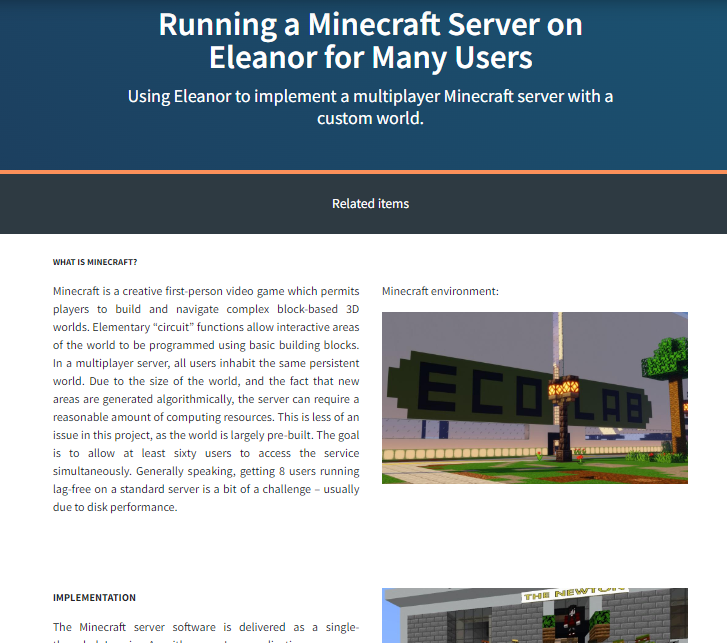 Running a Minecraft Server on
Eleanor for Many Users
Using Eleanor to implement a multiplayer Minecraft server with a
custom world.
Related items
WHAT IS MINECRAFT?
Minecraft is a creative first-person video game which permits
players to build and navigate complex block-based 3D
worlds. Elementary “circuit” functions allow interactive areas
of the world to be programmed using basic building blocks.
In a multiplayer server, all users inhabit the same persistent
world. Due to the size of the world, and the fact that new
areas are generated algorithmically, the server can require a
reasonable amount of computing resources. This is less of an
issue in this project, as the world is largely pre-built. The goal
is to allow at least sixty users to access the service
simultaneously. Generally speaking, getting 8 users running
lag-free on a standard server is a bit of a challenge – usually
due to disk performance.
Minecraft environment:
ECO LAB
IMPLEMENTATION
The Minecraft server software is delivered as a single-
THE NEWTON